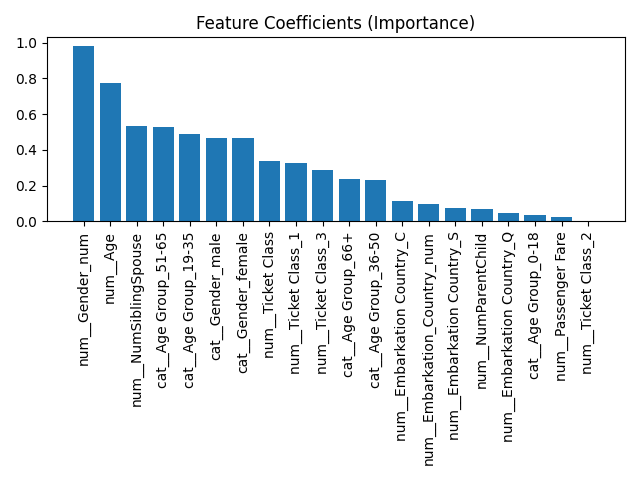 Feature Coefficients (Importance)
1.0
0.8
0.6
0.4
0.2
0.0
num__Gender_num
num__Age
num__NumSiblingSpouse
cat__Age Group_51-65
cat__Age Group_19-35
cat__Gender_male
cat__Gender_female
num__Ticket Class
num__Ticket Class_1
num__Ticket Class_3
cat__Age Group_66+
cat__Age Group_36-50
num__Embarkation Country_C
num__Embarkation_Country_num
num__Embarkation Country_S
num__NumParentChild
num__Embarkation Country_Q
cat__Age Group_0-18
num__Passenger Fare
num__Ticket Class_2